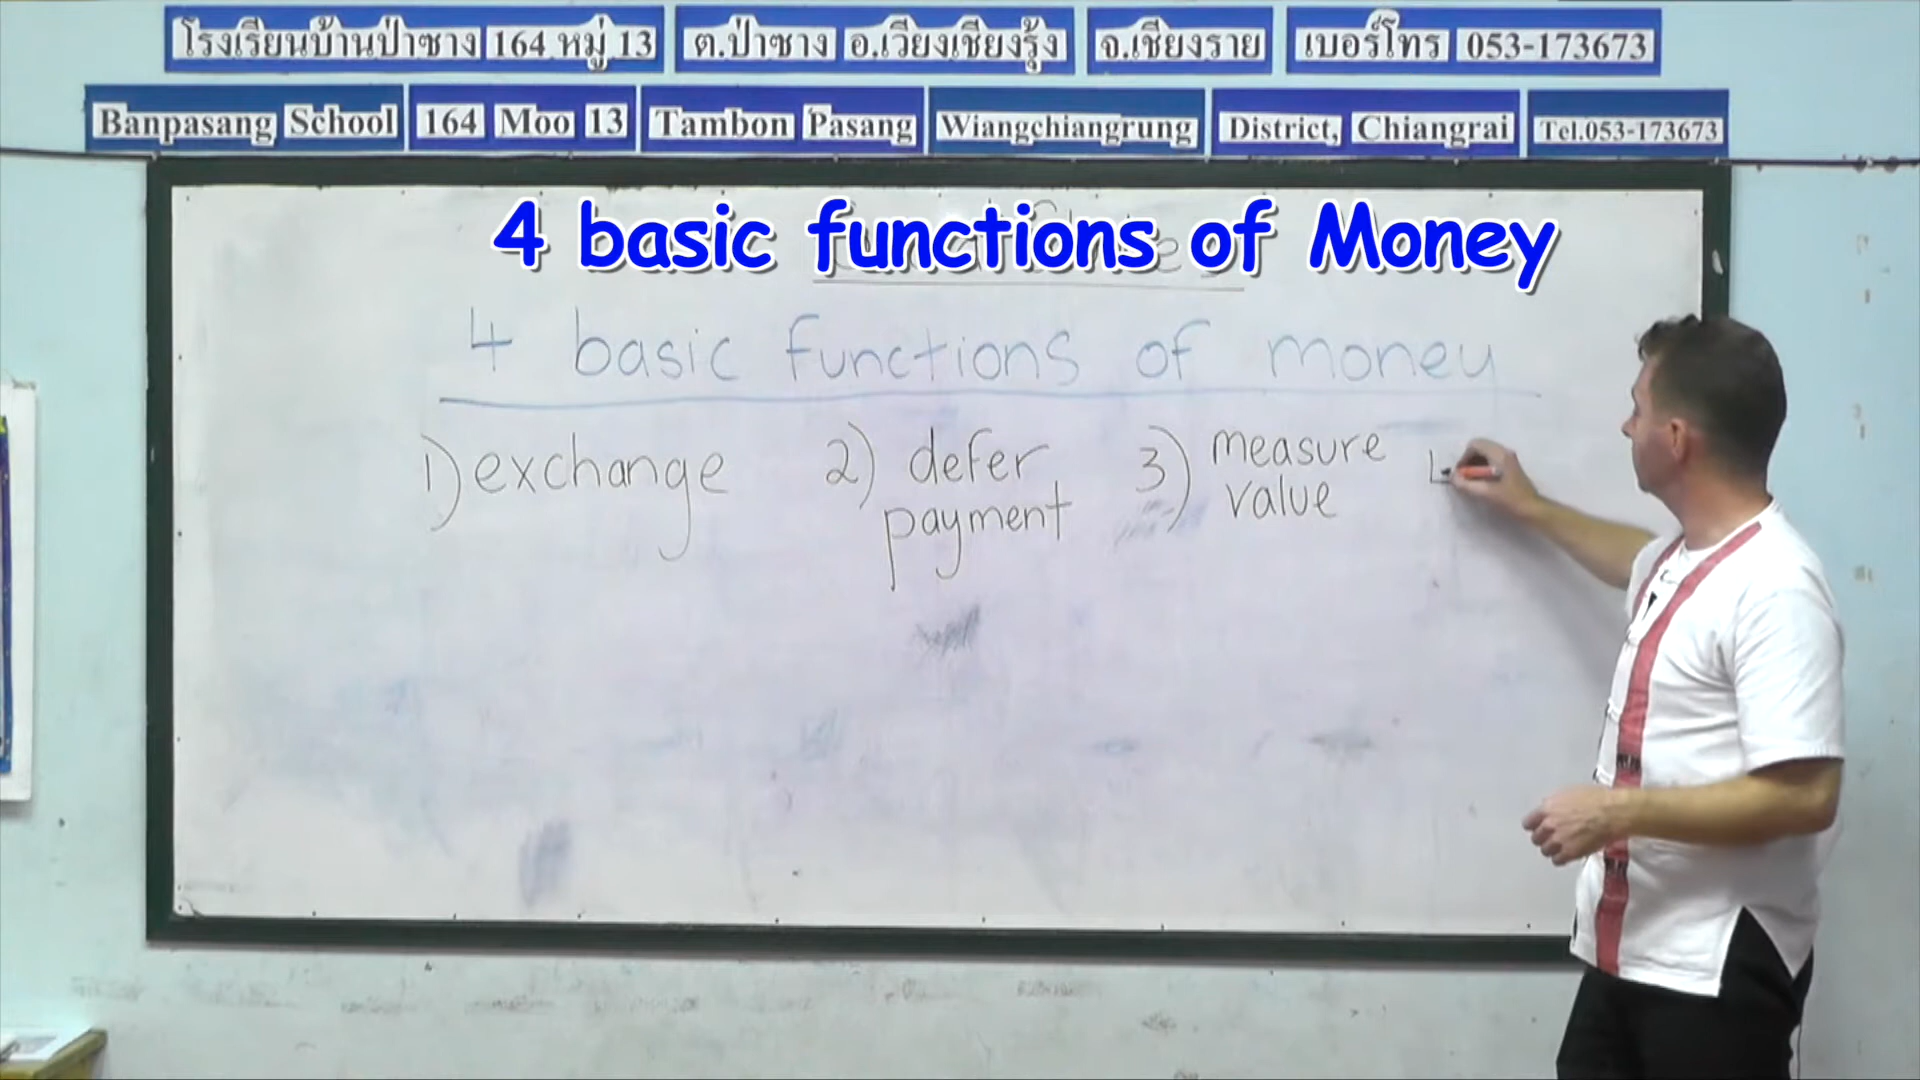 โรงเรียนบ้านป่าซาง 164 หมู่ 13 ต.ป่าซาง อ.เวียงเชียงรุ้ง จ.เชียงราย เบอร์โทร 053-173673
Banpasang School 164 Moo 13 Tambon Pasang Wiangchiangrung District, Chiangrai Tel.053-173673
4 basic functions of Money
4 basic functions of money
1) exchange 2) defer payment 3) measure value